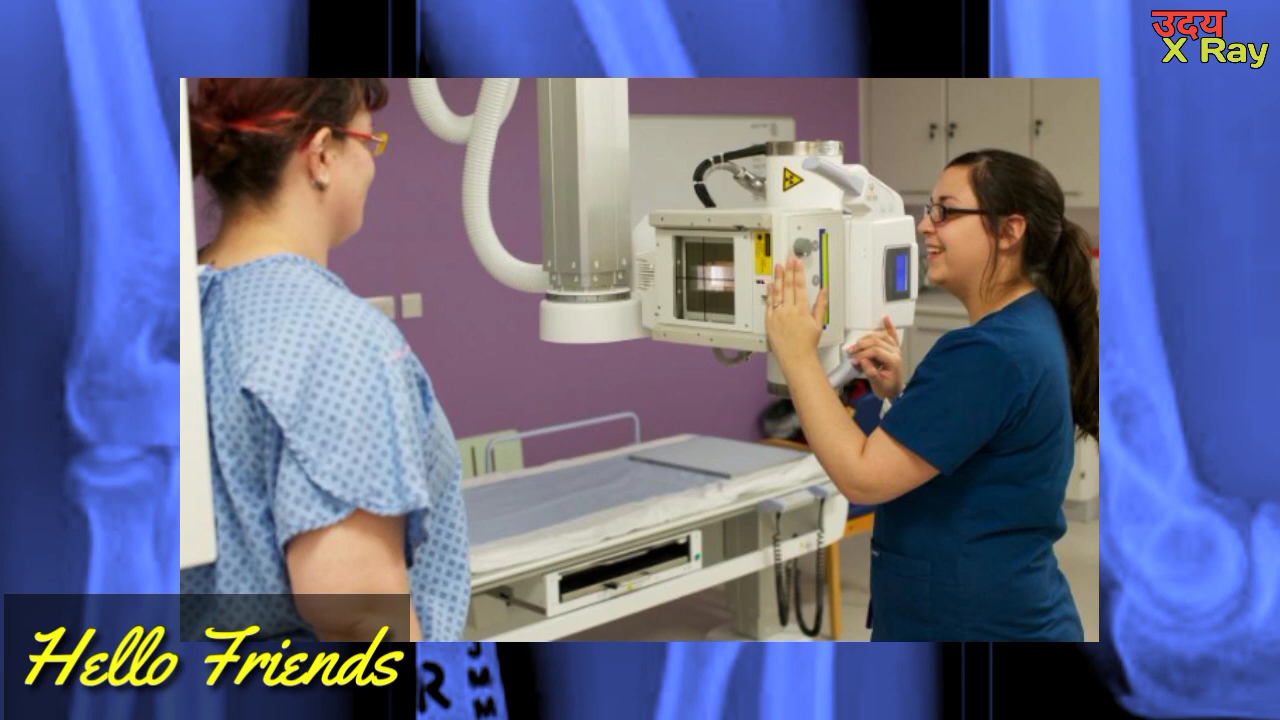 उदय
X Ray
Hello Friends
R